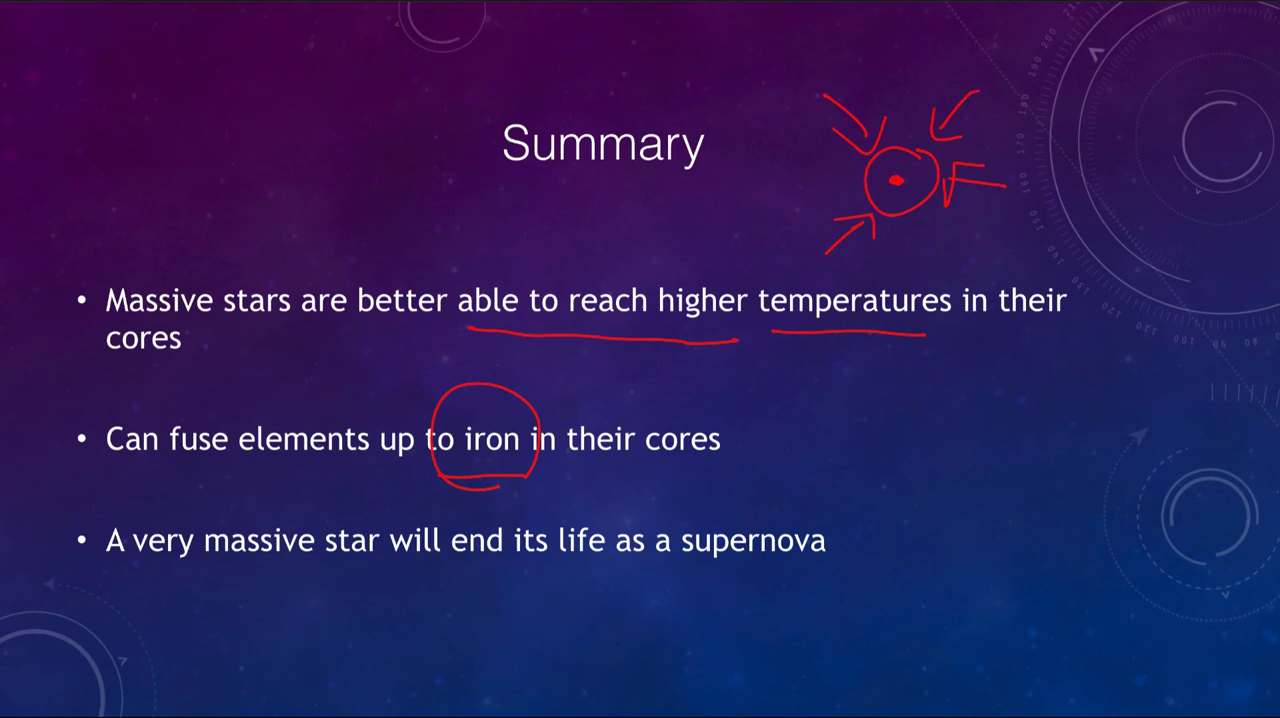 Summary
• Massive stars are better able to reach higher temperatures in their
cores
• Can fuse elements up to iron in their cores
• A very massive star will end its life as a supernova